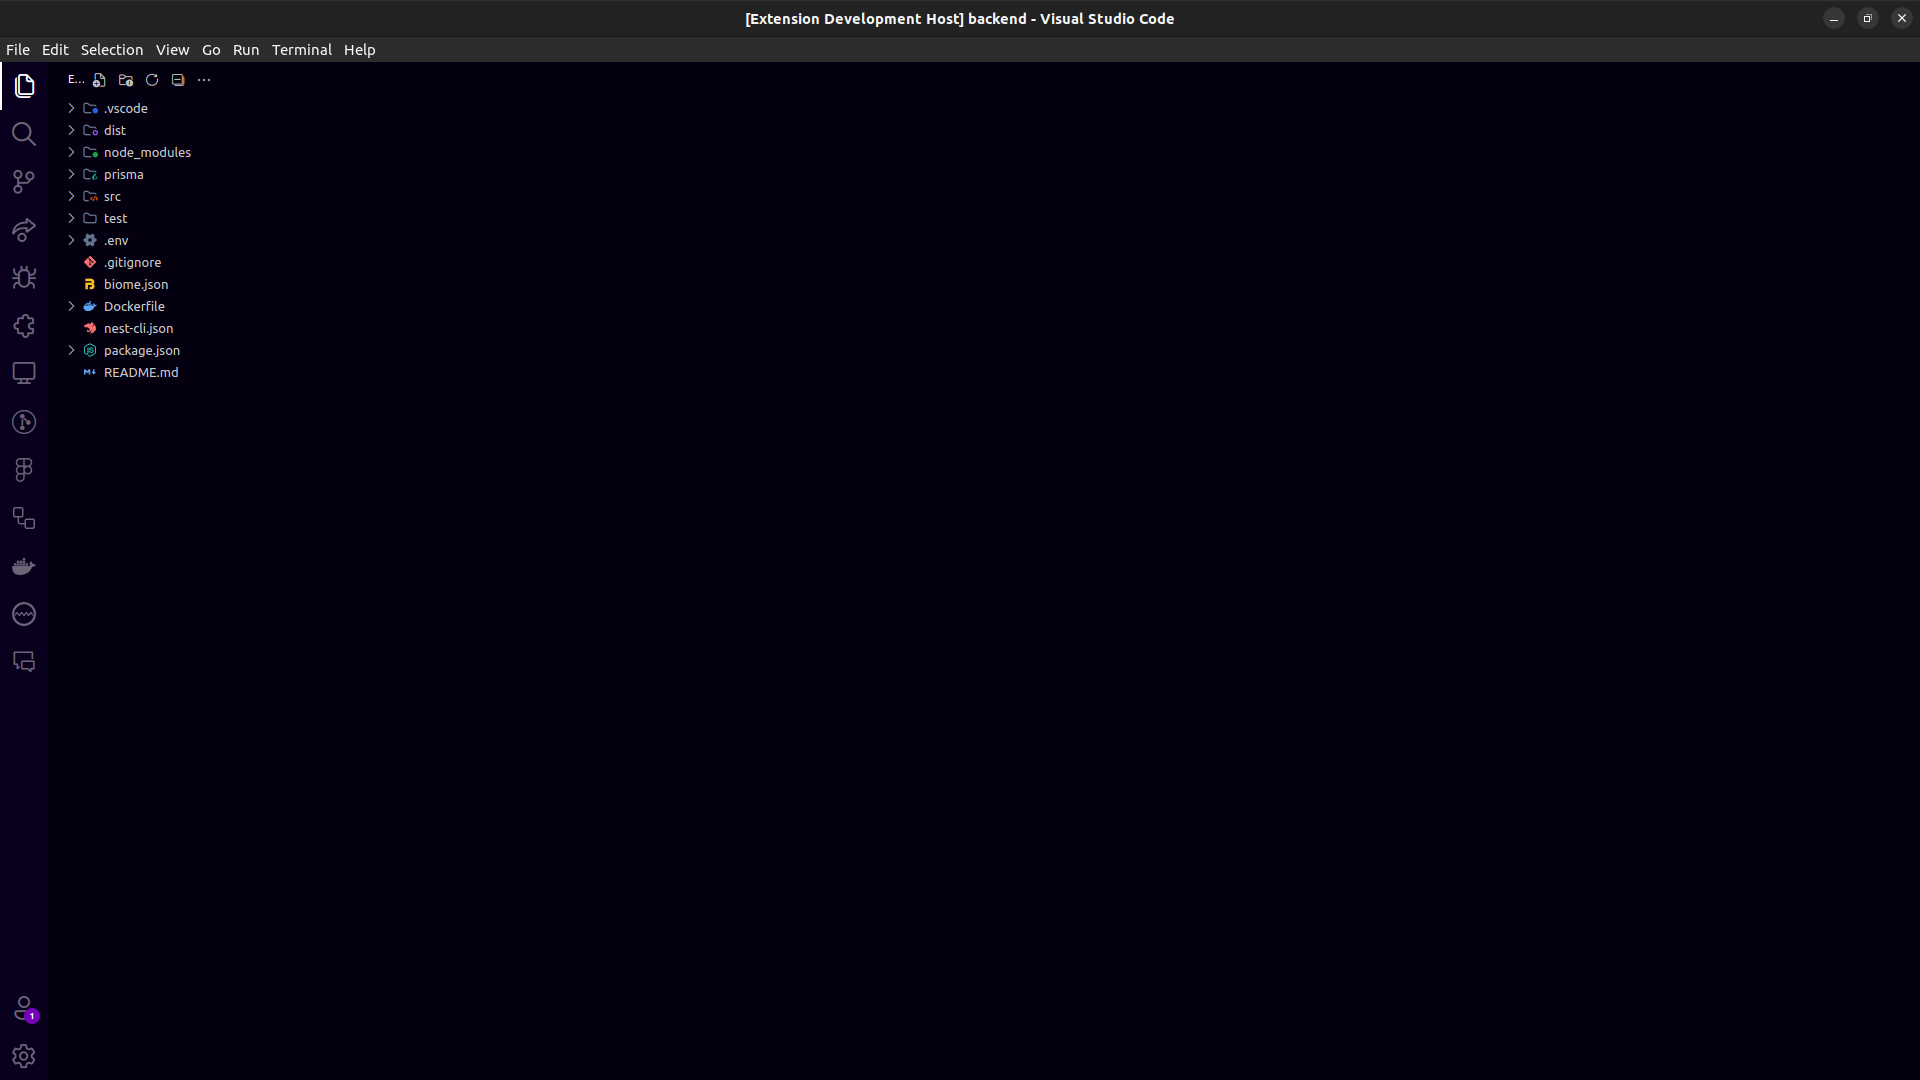 [Extension Development Host] backend - Visual Studio Code
File Edit Selection View Go Run Terminal Help
E...
.vscode
dist
node_modules
prisma
src
test
.env
.gitignore
biome.json
Dockerfile
nest-cli.json
package.json
README.md
1